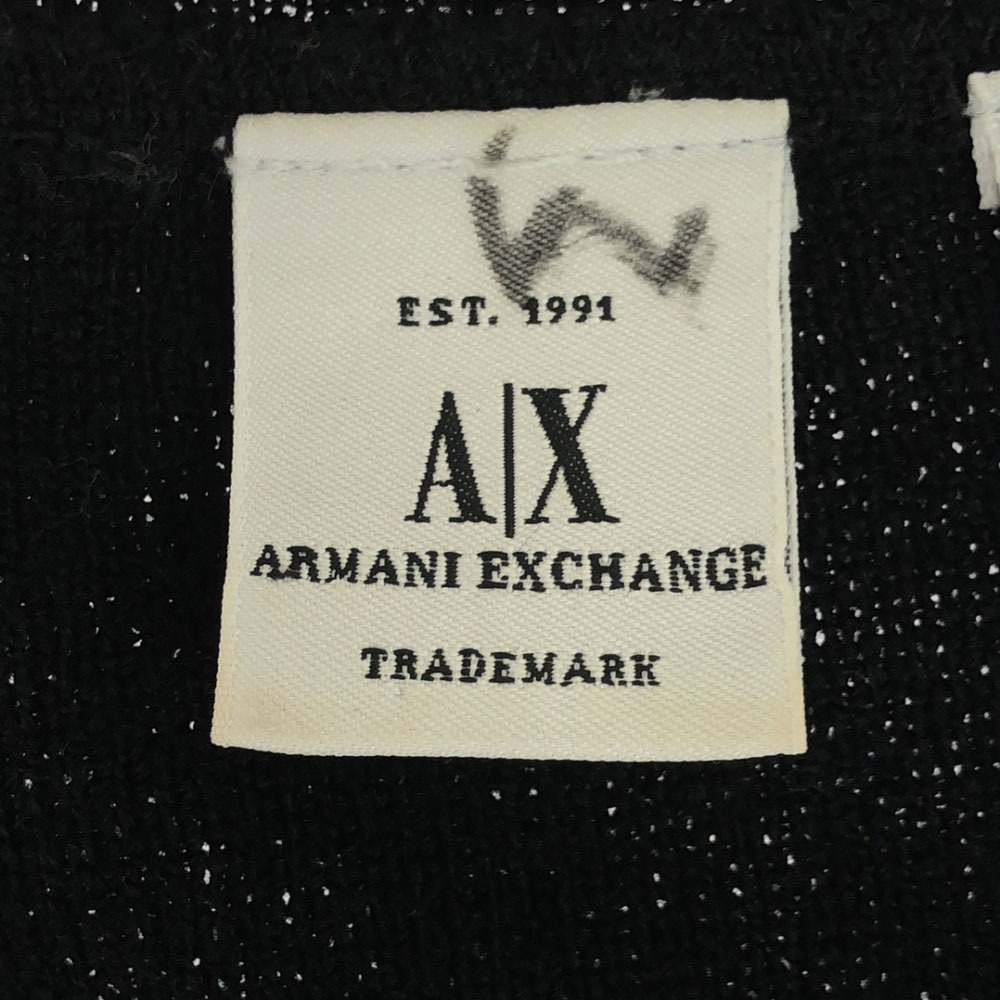 EST. 1991
A|X
ARMANI EXCHANGE
TRADEMARK